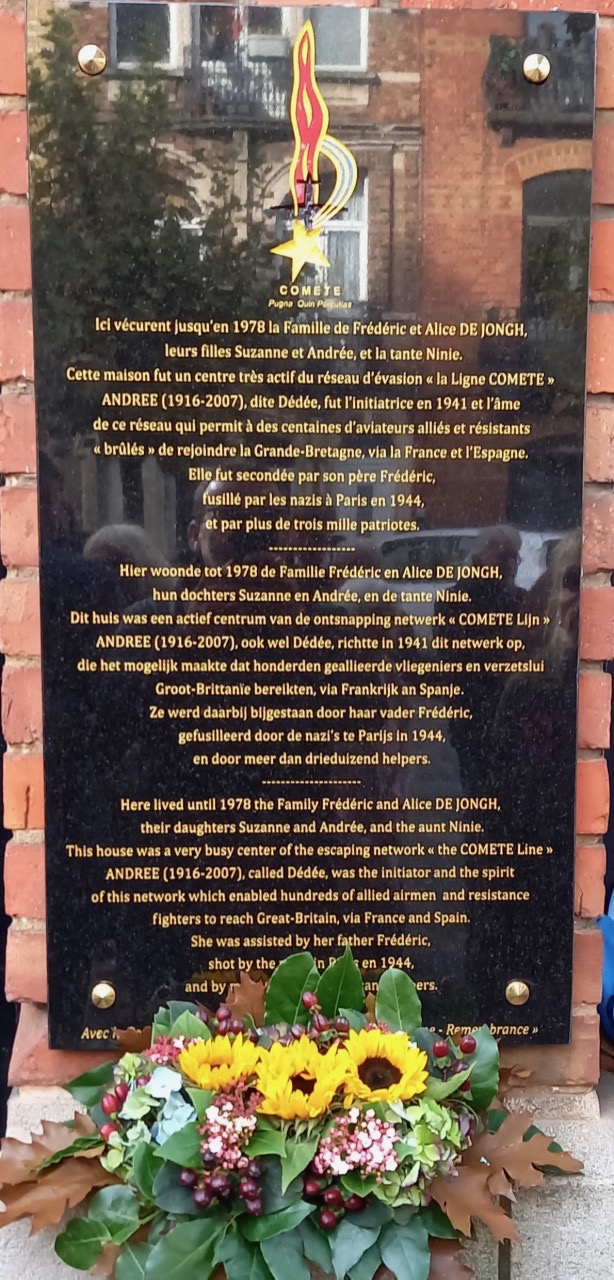 COMETE
Pugna Quin Percutias
Ici vécurent jusqu'en 1978 la Famille de Frédéric et Alice DE JONGH,
leurs filles Suzanne et Andrée, et la tante Ninie.
Cette maison fut un centre très actif du réseau d'évasion « la Ligne COMETE »
ANDREE (1916-2007), dite Dédée, fut l'initiatrice en 1941 et l'âme
de ce réseau qui permit à des centaines d'aviateurs alliés et résistants
« brûlés » de rejoindre la Grande-Bretagne, via la France et l'Espagne.
Elle fut secondée par son père Frédéric,
fusillé par les nazis à Paris en 1944,
et par plus de trois mille patriotes.
------------------
Hier woonde tot 1978 de Familie Frédéric en Alice DE JONGH,
hun dochters Suzanne en Andrée, en de tante Ninie.
Dit huis was een actief centrum van de ontsnapping netwerk « COMETE Lijn »
ANDREE (1916-2007), ook wel Dédée, richtte in 1941 dit netwerk op,
die het mogelijk maakte dat honderden geallieerde vliegeniers en verzetslui
Groot-Brittanïe bereikten, via Frankrijk an Spanje.
Ze werd daarbij bijgestaan door haar vader Frédéric,
gefusilleerd door de nazi's te Parijs in 1944,
en door meer dan drieduizend helpers.
---------------------
Here lived until 1978 the Family Frédéric and Alice DE JONGH,
their daughters Suzanne and Andrée, and the aunt Ninie.
This house was a very busy center of the escaping network « the COMETE Line »
ANDREE (1916-2007), called Dédée, was the initiator and the spirit
of this network which enabled hundreds of allied airmen and resistance
fighters to reach Great-Britain, via France and Spain.
She was assisted by her father Frédéric,
shot by the in en 1944,
and by
Avec - Remembrance »